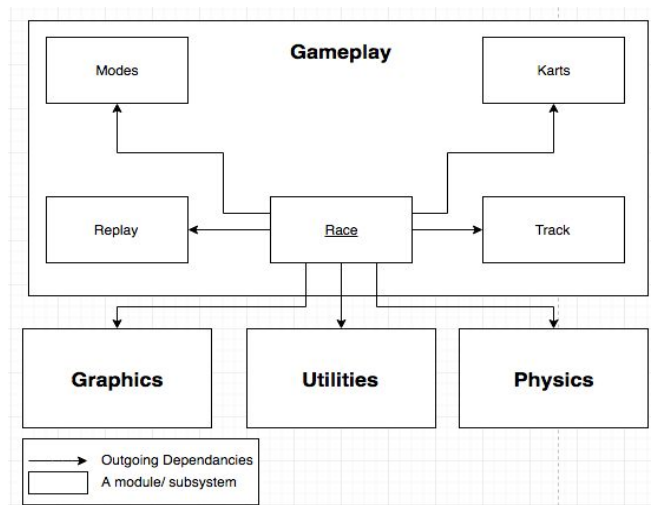 Gameplay
Modes
Karts
Replay
Race
Track
Graphics
Utilities
Physics
Outgoing Dependancies
A module/ subsystem